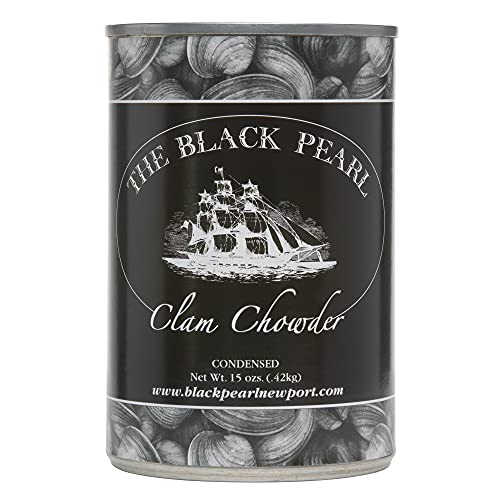 THE BLACK PEARL
Clam Chowder
CONDENSED
Net Wt. 15 ozs. (.42kg)
www.blackpearlnewport.com